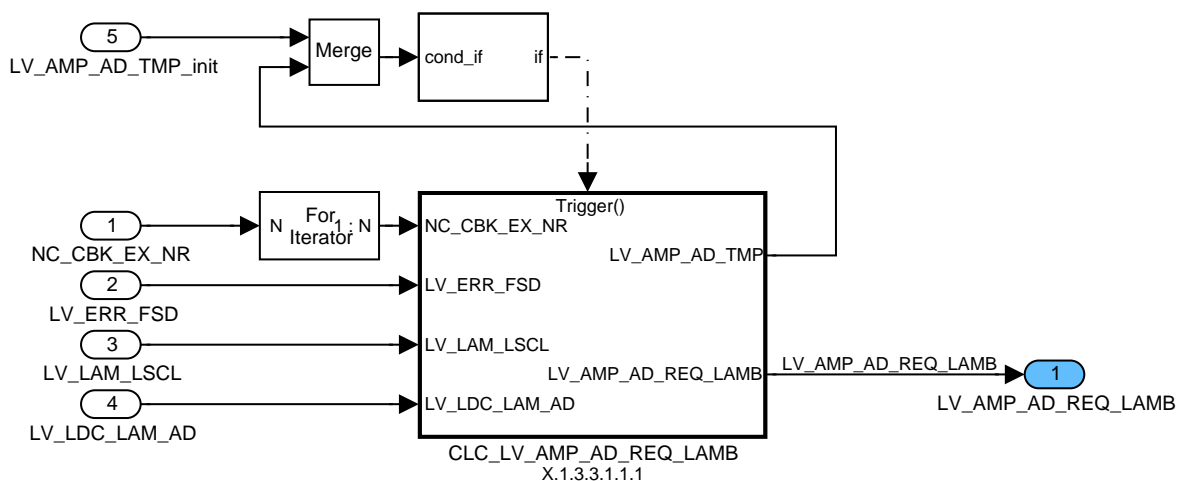 5
LV_AMP_AD_TMP_init
Merge
cond_if
if
Trigger()
1
NC_CBK_EX_NR
N
For
Iterator
1 : N
NC_CBK_EX_NR
LV_AMP_AD_TMP
2
LV_ERR_FSD
LV_ERR_FSD
3
LV_LAM_LSCL
LV_LAM_LSCL
LV_AMP_AD_REQ_LAMB
LV_AMP_AD_REQ_LAMB
1
LV_AMP_AD_REQ_LAMB
4
LV_LDC_LAM_AD
LV_LDC_LAM_AD
CLC_LV_AMP_AD_REQ_LAMB
X.1.3.3.1.1.1